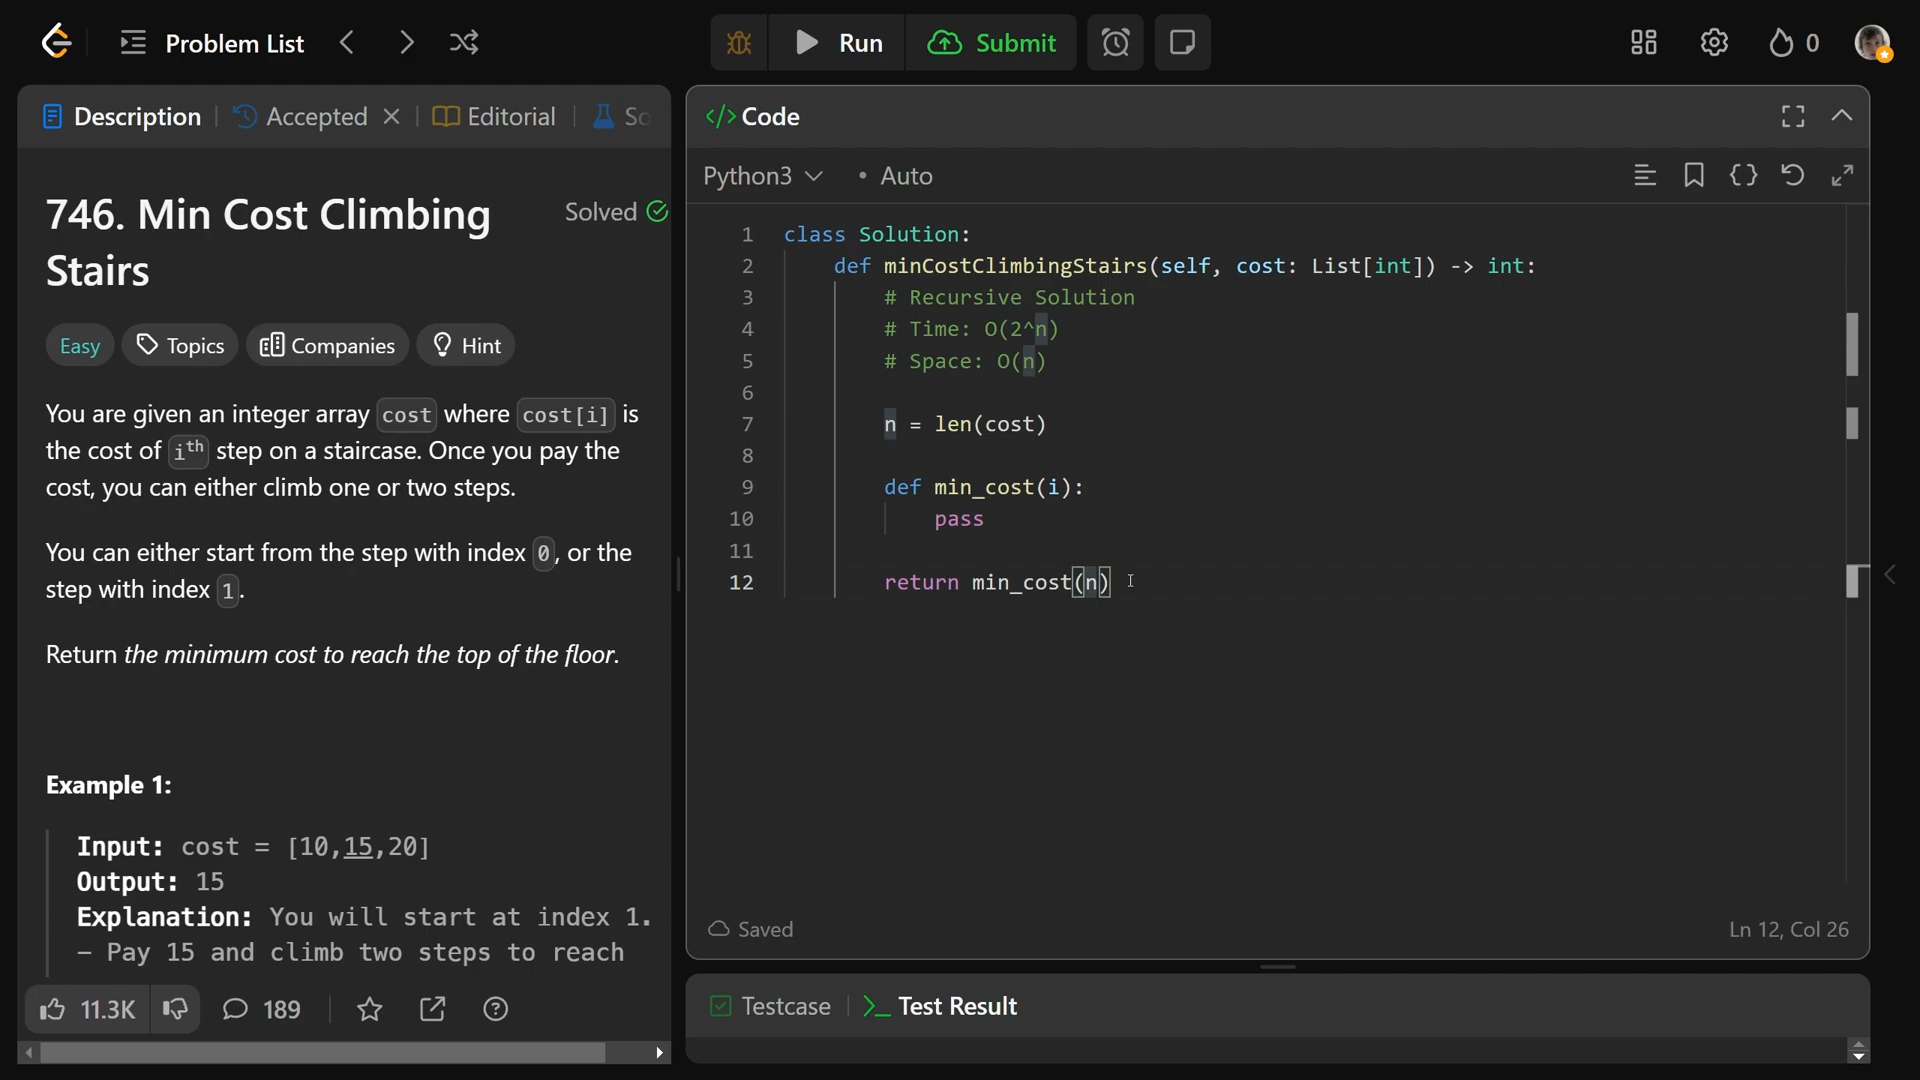 Problem List
Run
Submit
0
Description
Accepted
Editorial
So
746. Min Cost Climbing
Stairs
Solved
Easy
Topics
Companies
Hint
You are given an integer array cost where cost[i] is
the cost of iᵗʰ step on a staircase. Once you pay the
cost, you can either climb one or two steps.
You can either start from the step with index 0, or the
step with index 1.
Return the minimum cost to reach the top of the floor.
Example 1:
Input: cost = [10,15,20]
Output: 15
Explanation: You will start at index 1.
- Pay 15 and climb two steps to reach
11.3K
189
</> Code
Python3
• Auto
1 class Solution:
2 def minCostClimbingStairs(self, cost: List[int]) -> int:
3 # Recursive Solution
4 # Time: O(2^n)
5 # Space: O(n)
6
7 n = len(cost)
8
9 def min_cost(i):
10 pass
11
12 return min_cost(n)
Saved
Ln 12, Col 26
Testcase
Test Result